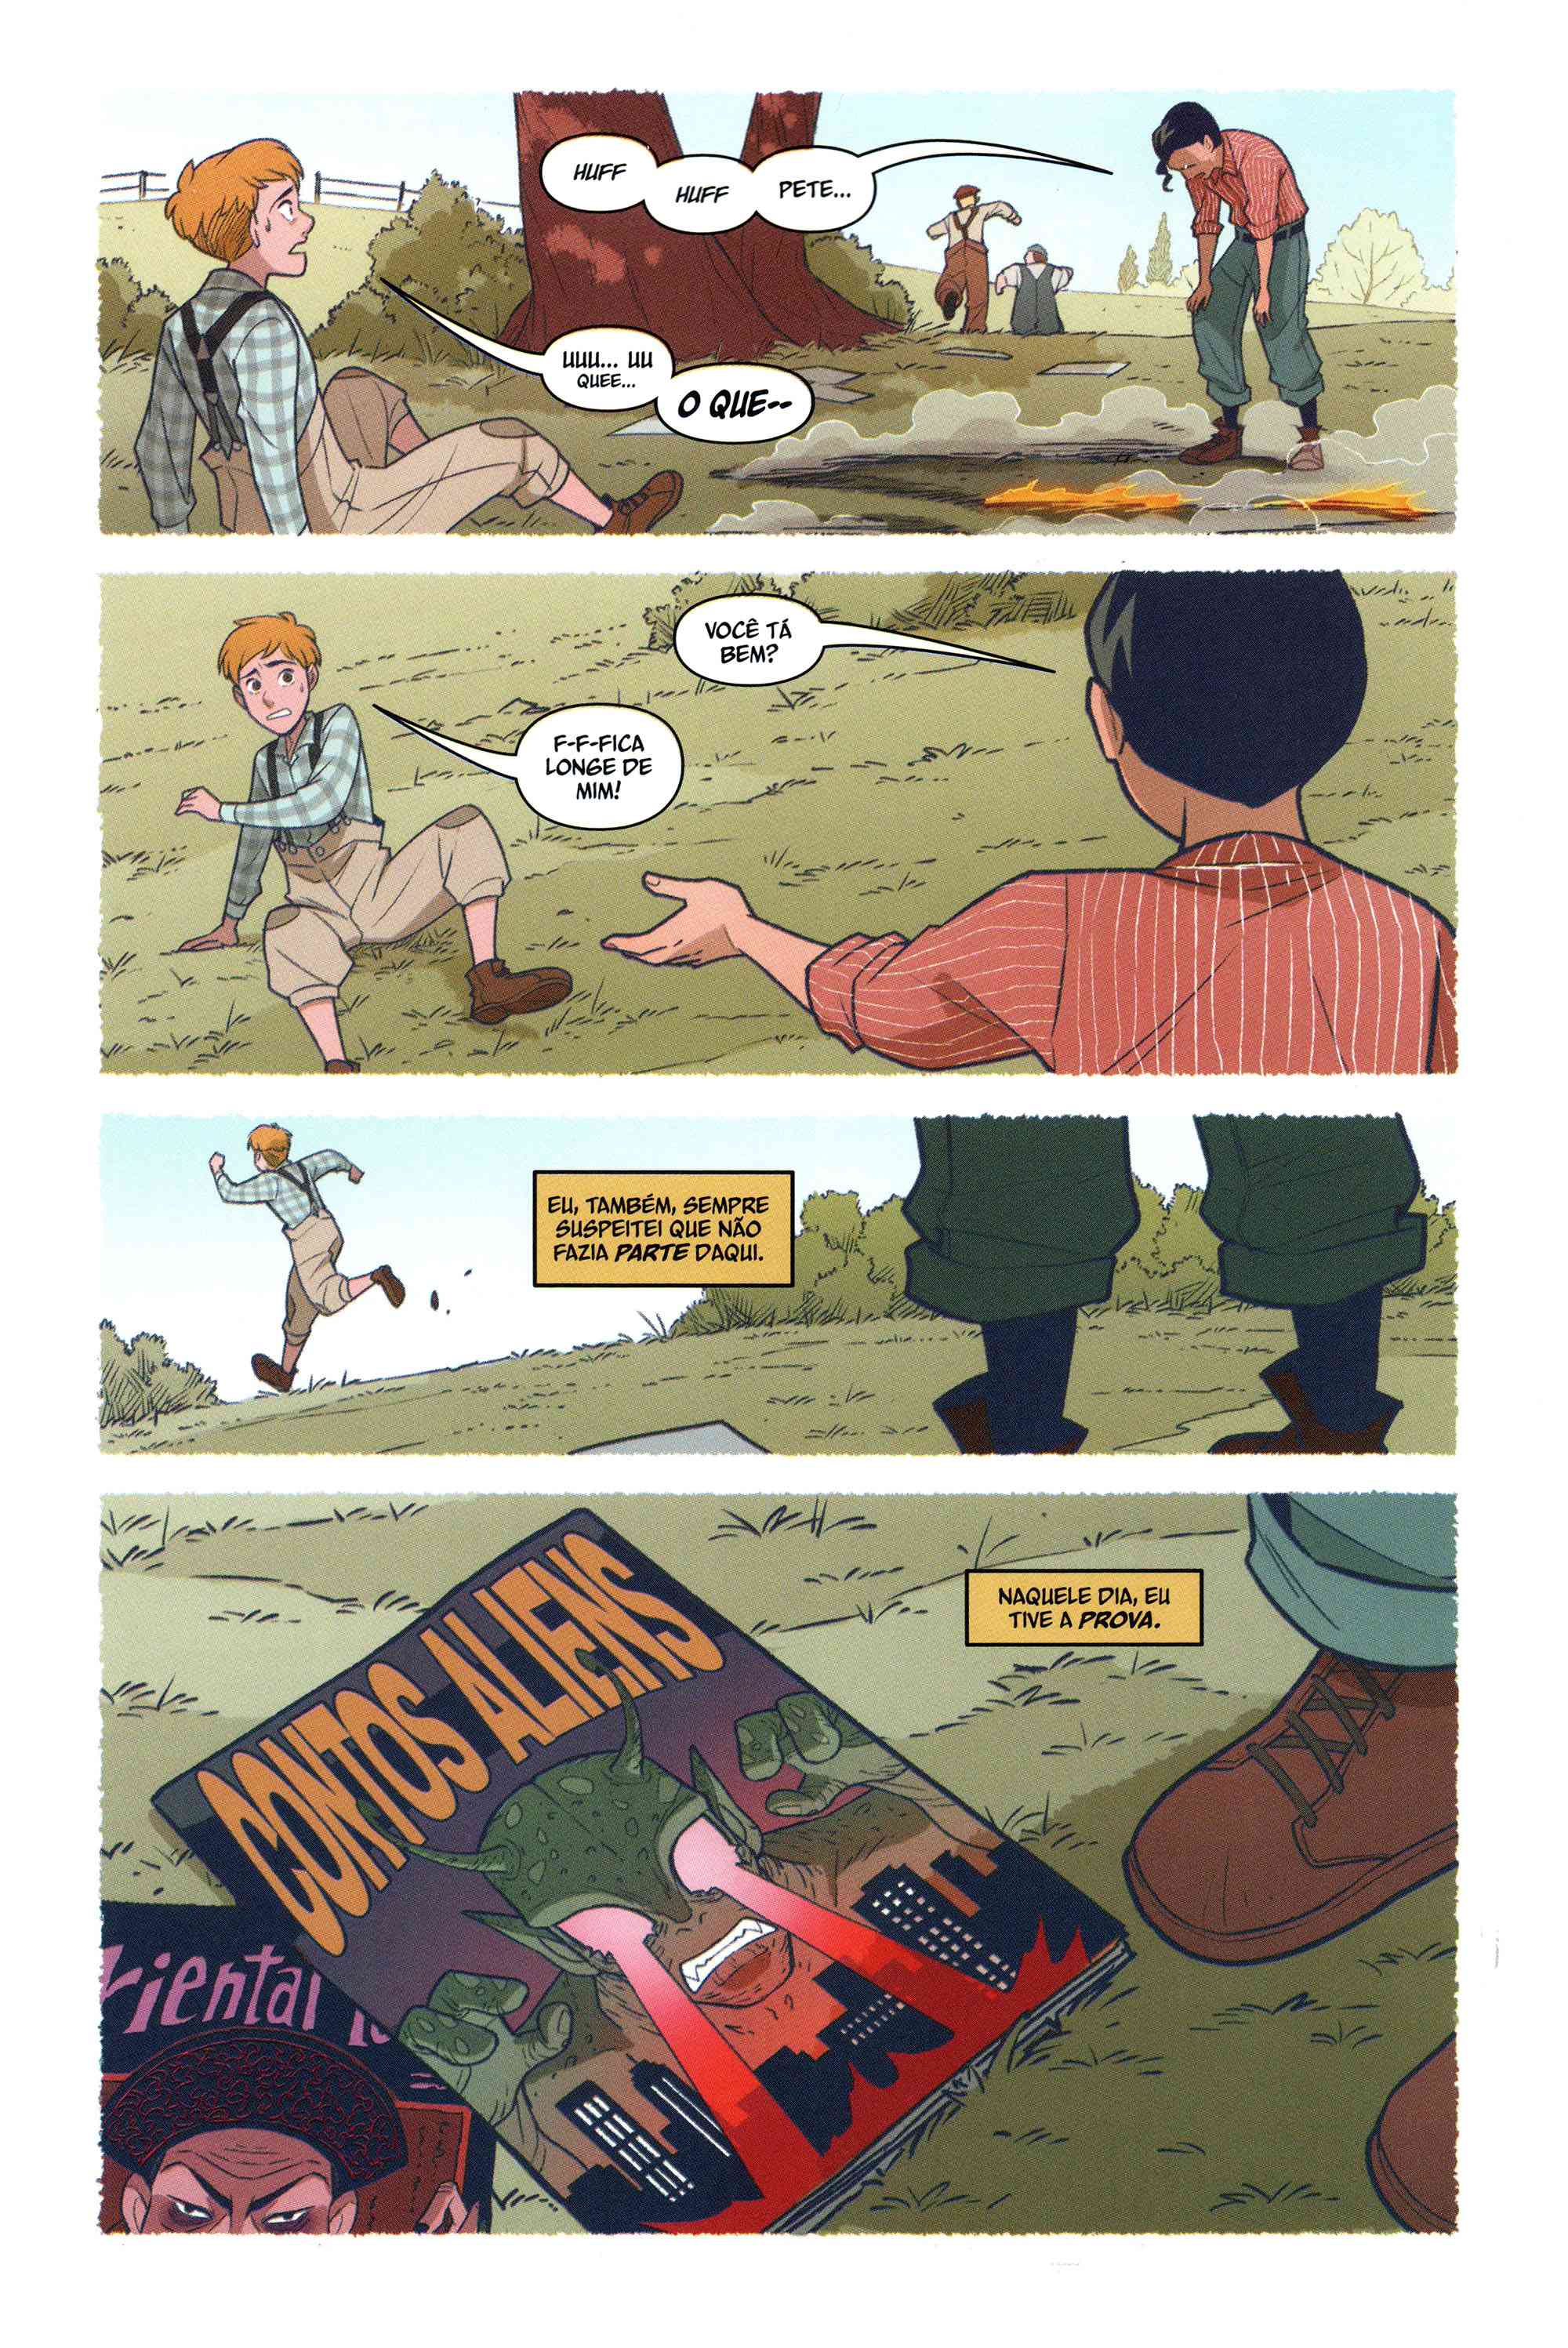 HUFF
HUFF
PETE...
UUU... UU
QUEE...
O QUE--
VOCÊ TÁ
BEM?
F-F-FICA
LONGE DE
MIM!
EU, TAMBÉM, SEMPRE
SUSPEITEI QUE NÃO
FAZIA PARTE DAQUI.
NAQUELE DIA, EU
TIVE A PROVA.
CONTOS ALIENS
riental